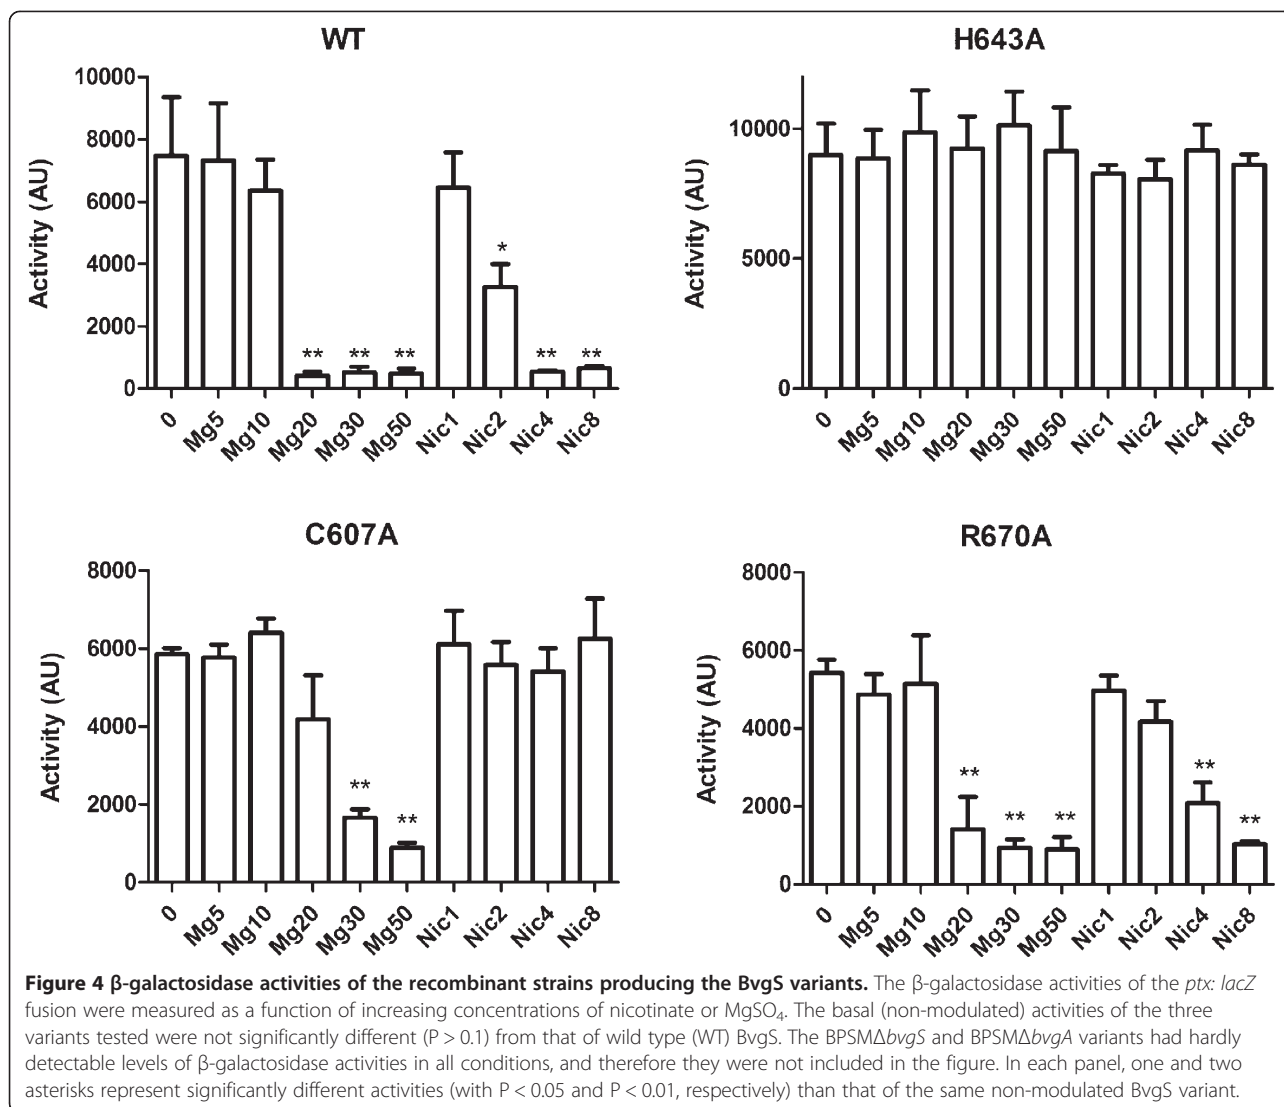 WT
10000
8000
6000
4000
2000
0
Activity (AU)
*
** ** ** ** **
0 Mg5 Mg10 Mg20 Mg30 Mg50 Nic1 Nic2 Nic4 Nic8
H643A
10000
5000
0
Activity (AU)
0 Mg5 Mg10 Mg20 Mg30 Mg50 Nic1 Nic2 Nic4 Nic8
C607A
8000
6000
4000
2000
0
Activity (AU)
** **
0 Mg5 Mg10 Mg20 Mg30 Mg50 Nic1 Nic2 Nic4 Nic8
R670A
8000
6000
4000
2000
0
Activity (AU)
** ** ** ** **
0 Mg5 Mg10 Mg20 Mg30 Mg50 Nic1 Nic2 Nic4 Nic8
Figure 4 β-galactosidase activities of the recombinant strains producing the BvgS variants. The β-galactosidase activities of the ptx: lacZ
fusion were measured as a function of increasing concentrations of nicotinate or MgSO₄. The basal (non-modulated) activities of the three
variants tested were not significantly different (P > 0.1) from that of wild type (WT) BvgS. The BPSMΔbvgS and BPSMΔbvgA variants had hardly
detectable levels of β-galactosidase activities in all conditions, and therefore they were not included in the figure. In each panel, one and two
asterisks represent significantly different activities (with P < 0.05 and P < 0.01, respectively) than that of the same non-modulated BvgS variant.